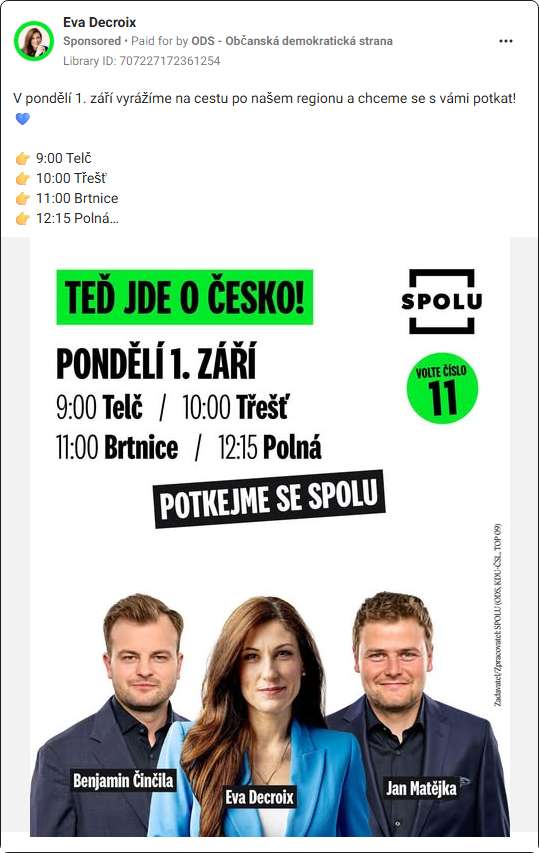 Eva Decroix
Sponsored • Paid for by ODS - Občanská demokratická strana
Library ID: 707227172361254
V pondělí 1. září vyrážíme na cestu po našem regionu a chceme se s vámi potkat!
💙
👉 9:00 Telč
👉 10:00 Třešť
👉 11:00 Brtnice
👉 12:15 Polná…
TEĎ JDE O ČESKO!
SPOLU
PONDĚLÍ 1. ZÁŘÍ
VOLTE ČÍSLO
11
9:00 Telč / 10:00 Třešť
11:00 Brtnice / 12:15 Polná
POTKEJME SE SPOLU
Zadavatel/Zpracovatel: SPOLU (ODS, KDU-ČSL, TOP 09)
Benjamin Činčila
Eva Decroix
Jan Matějka